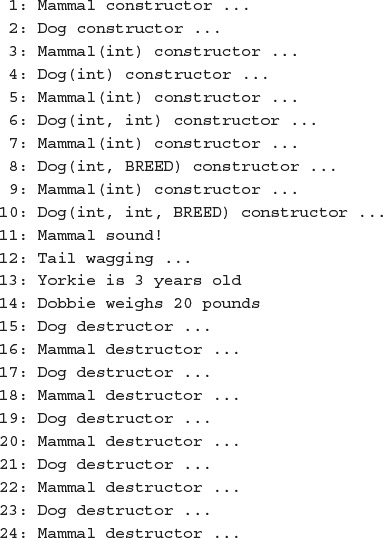 1: Mammal constructor ...
2: Dog constructor ...
3: Mammal(int) constructor ...
4: Dog(int) constructor ...
5: Mammal(int) constructor ...
6: Dog(int, int) constructor ...
7: Mammal(int) constructor ...
8: Dog(int, BREED) constructor ...
9: Mammal(int) constructor ...
10: Dog(int, int, BREED) constructor ...
11: Mammal sound!
12: Tail wagging ...
13: Yorkie is 3 years old
14: Dobbie weighs 20 pounds
15: Dog destructor ...
16: Mammal destructor ...
17: Dog destructor ...
18: Mammal destructor ...
19: Dog destructor ...
20: Mammal destructor ...
21: Dog destructor ...
22: Mammal destructor ...
23: Dog destructor ...
24: Mammal destructor ...